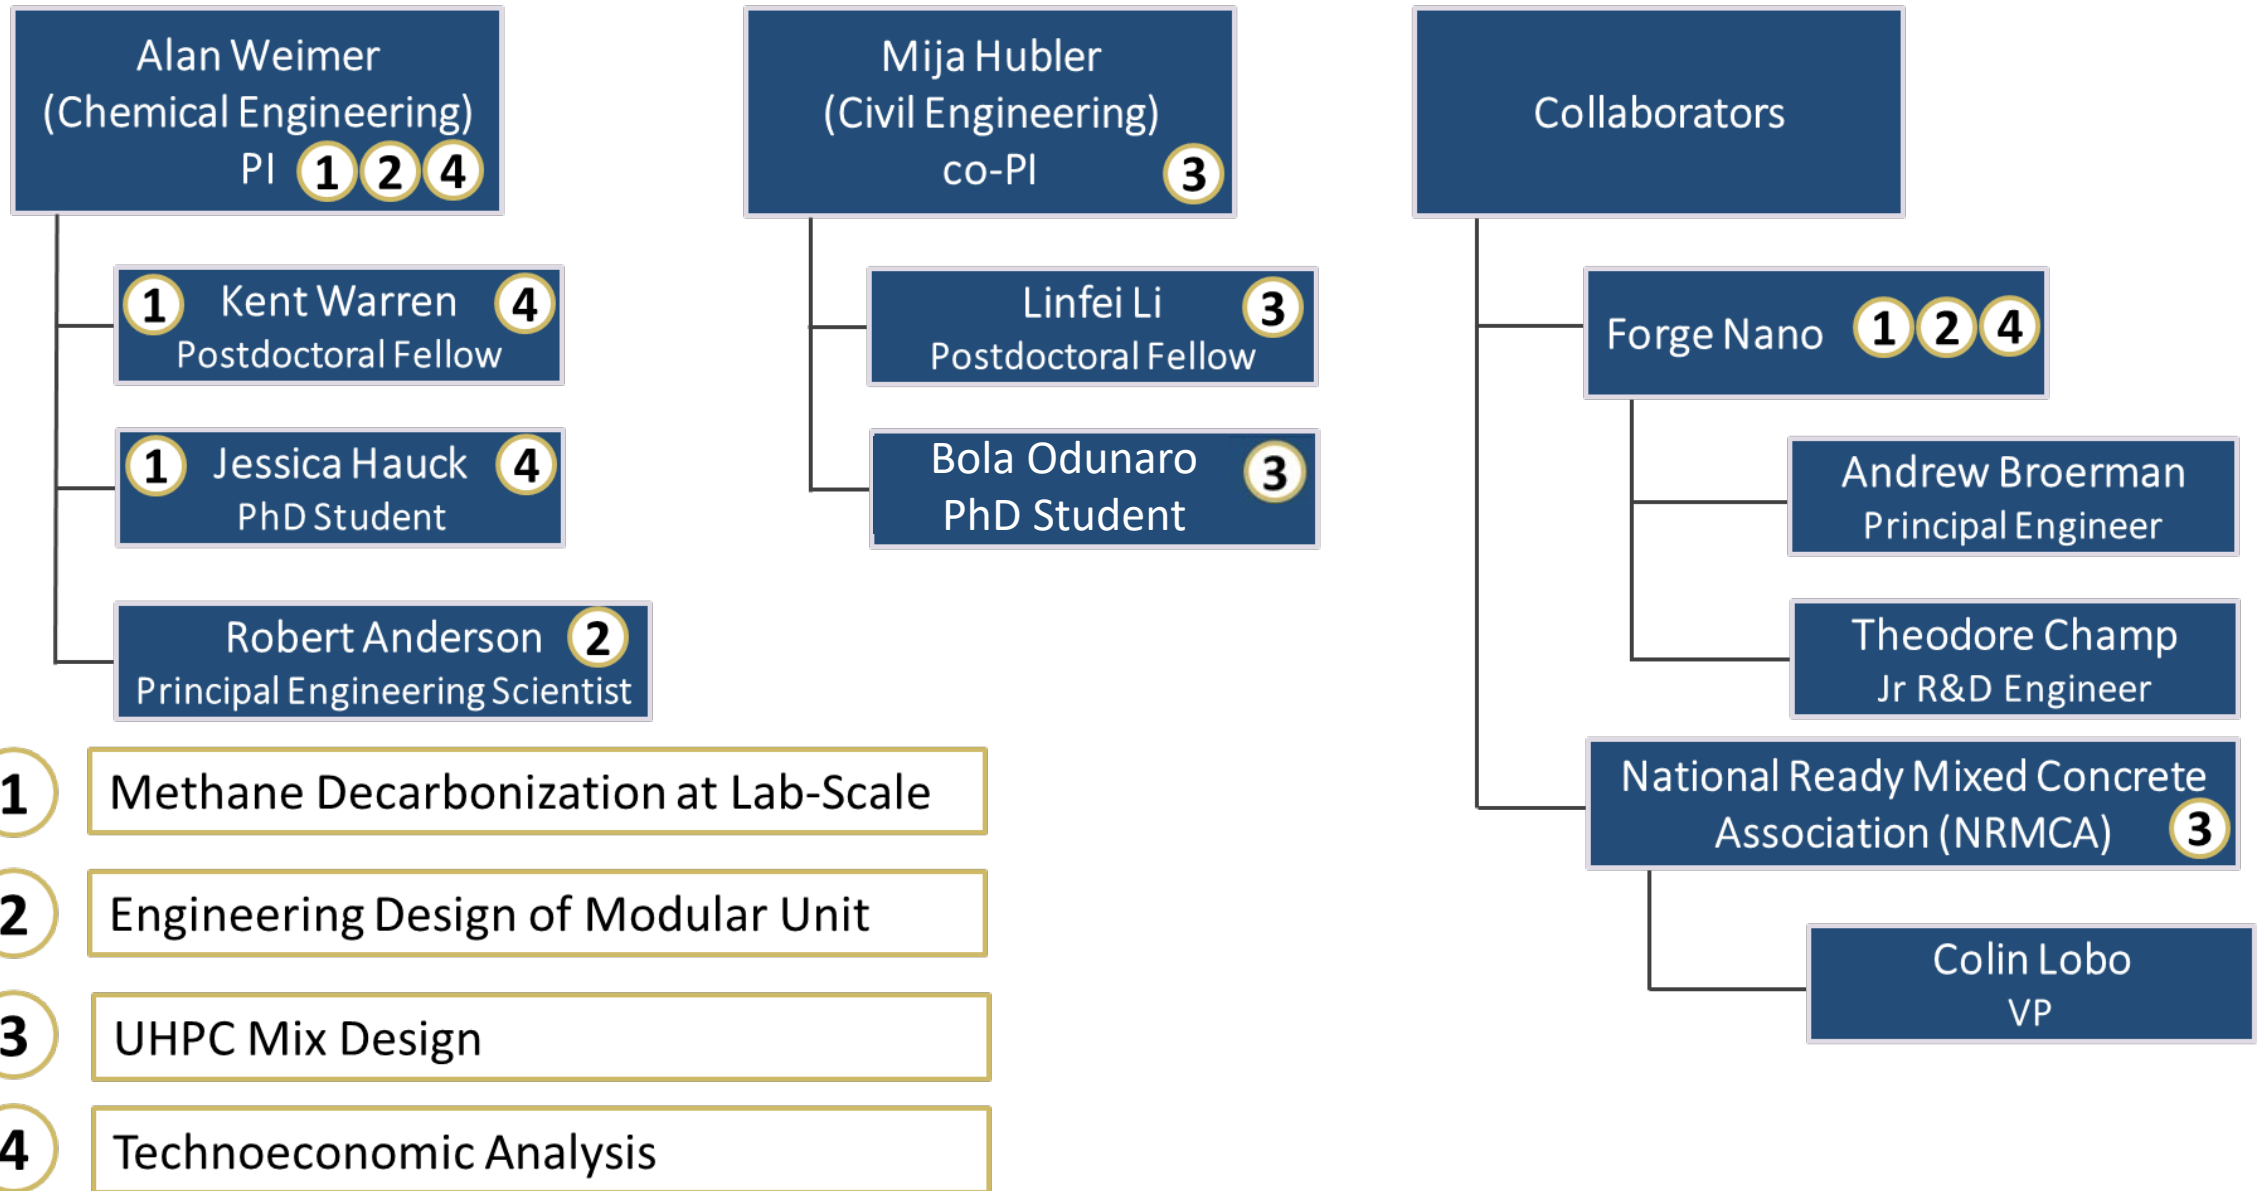 Alan Weimer
(Chemical Engineering)
PI 1 2 4
1 Kent Warren 4
Postdoctoral Fellow
1 Jessica Hauck 4
PhD Student
Robert Anderson 2
Principal Engineering Scientist
Mija Hubler
(Civil Engineering)
co-PI 3
Linfei Li 3
Postdoctoral Fellow
Bola Odunaro 3
PhD Student
Collaborators
Forge Nano 1 2 4
Andrew Broerman
Principal Engineer
Theodore Champ
Jr R&D Engineer
National Ready Mixed Concrete
Association (NRMCA) 3
Colin Lobo
VP
1 Methane Decarbonization at Lab-Scale
2 Engineering Design of Modular Unit
3 UHPC Mix Design
4 Technoeconomic Analysis